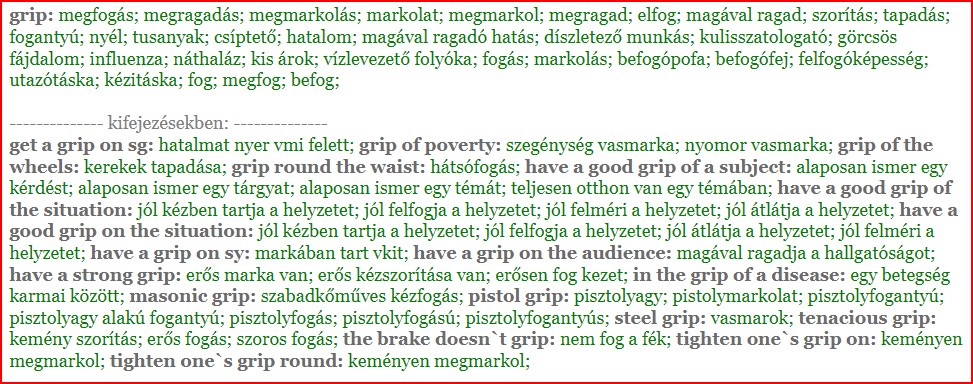 grip: megfogás; megragadás; megmarkolás; markolat; megmarkol; megragad; elfog; magával ragad; szorítás; tapadás;
fogantyú; nyél; tusanyak; csíptető; hatalom; magával ragadó hatás; díszletező munkás; kulisszatologató; görcsös
fájdalom; influenza; náthaláz; kis árok; vízlevezető folyóka; fogás; markolás; befogópofa; befogófej; felfogóképesség;
utazótáska; kézitáska; fog; megfog; befog;
-------------- kifejezésekben: --------------
get a grip on sg: hatalmat nyer vmi felett; grip of poverty: szegénység vasmarka; nyomor vasmarka; grip of the
wheels: kerekek tapadása; grip round the waist: hátsófogás; have a good grip of a subject: alaposan ismer egy
kérdést; alaposan ismer egy tárgyat; alaposan ismer egy témát; teljesen otthon van egy témában; have a good grip of
the situation: jól kézben tartja a helyzetet; jól felfogja a helyzetet; jól felméri a helyzetet; jól átlátja a helyzetet; have a
good grip on the situation: jól kézben tartja a helyzetet; jól felfogja a helyzetet; jól átlátja a helyzetet; jól felméri a
helyzetet; have a grip on sy: markában tart vkit; have a grip on the audience: magával ragadja a hallgatóságot;
have a strong grip: erős marka van; erős kézszorítása van; erősen fog kezet; in the grip of a disease: egy betegség
karmai között; masonic grip: szabadkőműves kézfogás; pistol grip: pisztolyagy; pistolymarkolat; pisztolyfogantyú;
pisztolyagy alakú fogantyú; pisztolyfogás; pisztolyfogású; pisztolyfogantyús; steel grip: vasmarok; tenacious grip:
kemény szorítás; erős fogás; szoros fogás; the brake doesn`t grip: nem fog a fék; tighten one`s grip on: keményen
megmarkol; tighten one`s grip round: keményen megmarkol;